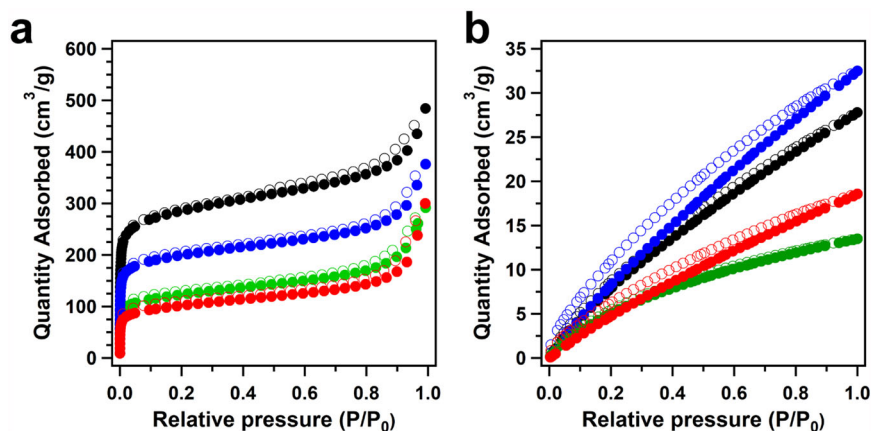 a
b
Quantity Adsorbed (cm³/g)
600
500
400
300
200
100
0
0.0 0.2 0.4 0.6 0.8 1.0
Relative pressure (P/P₀)
Quantity Adsorbed (cm³/g)
35
30
25
20
15
10
5
0
0.0 0.2 0.4 0.6 0.8 1.0
Relative pressure (P/P₀)